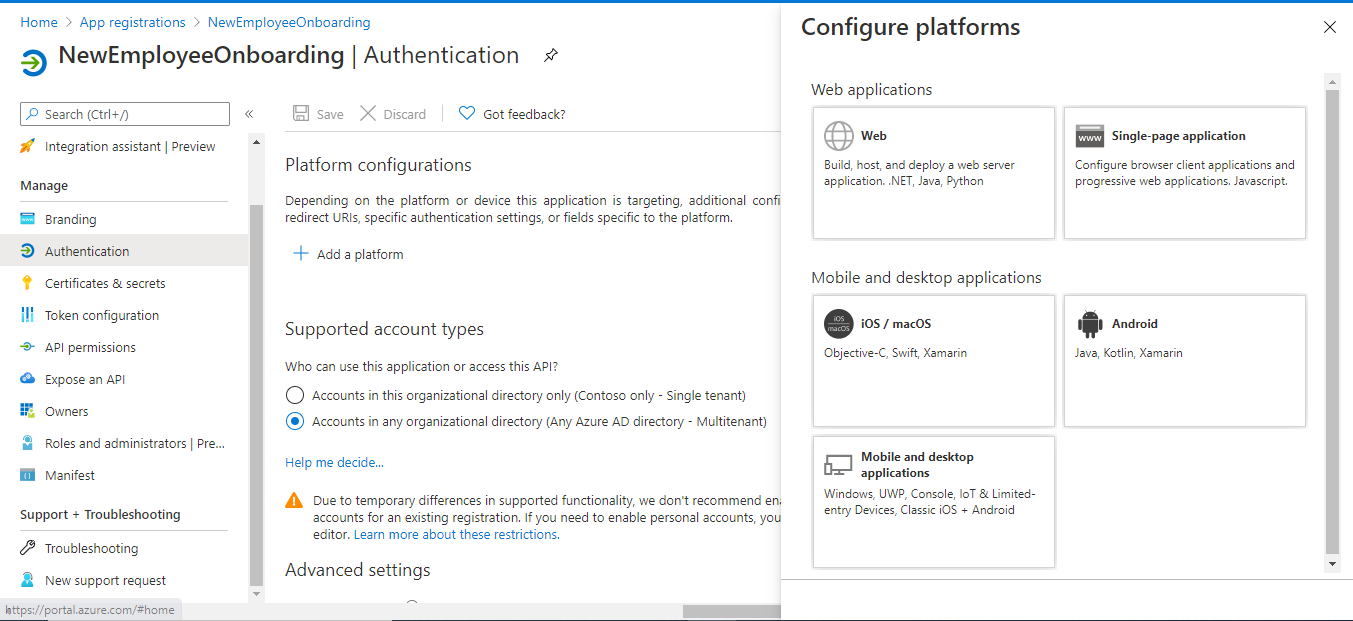 Home > App registrations > NewEmployeeOnboarding
NewEmployeeOnboarding | Authentication
Search (Ctrl+/)
«
Integration assistant | Preview
Manage
Branding
Authentication
Certificates & secrets
Token configuration
API permissions
Expose an API
Owners
Roles and administrators | Pre...
Manifest
Support + Troubleshooting
Troubleshooting
New support request
https://portal.azure.com/#home
Save
Discard
Got feedback?
Platform configurations
Depending on the platform or device this application is targeting, additional confi
redirect URIs, specific authentication settings, or fields specific to the platform.
+ Add a platform
Supported account types
Who can use this application or access this API?
Accounts in this organizational directory only (Contoso only - Single tenant)
Accounts in any organizational directory (Any Azure AD directory - Multitenant)
Help me decide...
Due to temporary differences in supported functionality, we don't recommend ena
accounts for an existing registration. If you need to enable personal accounts, you
editor. Learn more about these restrictions.
Advanced settings
Configure platforms
Web applications
Web
Build, host, and deploy a web server
application. .NET, Java, Python
www
Single-page application
Configure browser client applications and
progressive web applications. Javascript.
Mobile and desktop applications
iOS
macOS
iOS / macOS
Objective-C, Swift, Xamarin
Android
Java, Kotlin, Xamarin
Mobile and desktop
applications
Windows, UWP, Console, IoT & Limited-
entry Devices, Classic iOS + Android